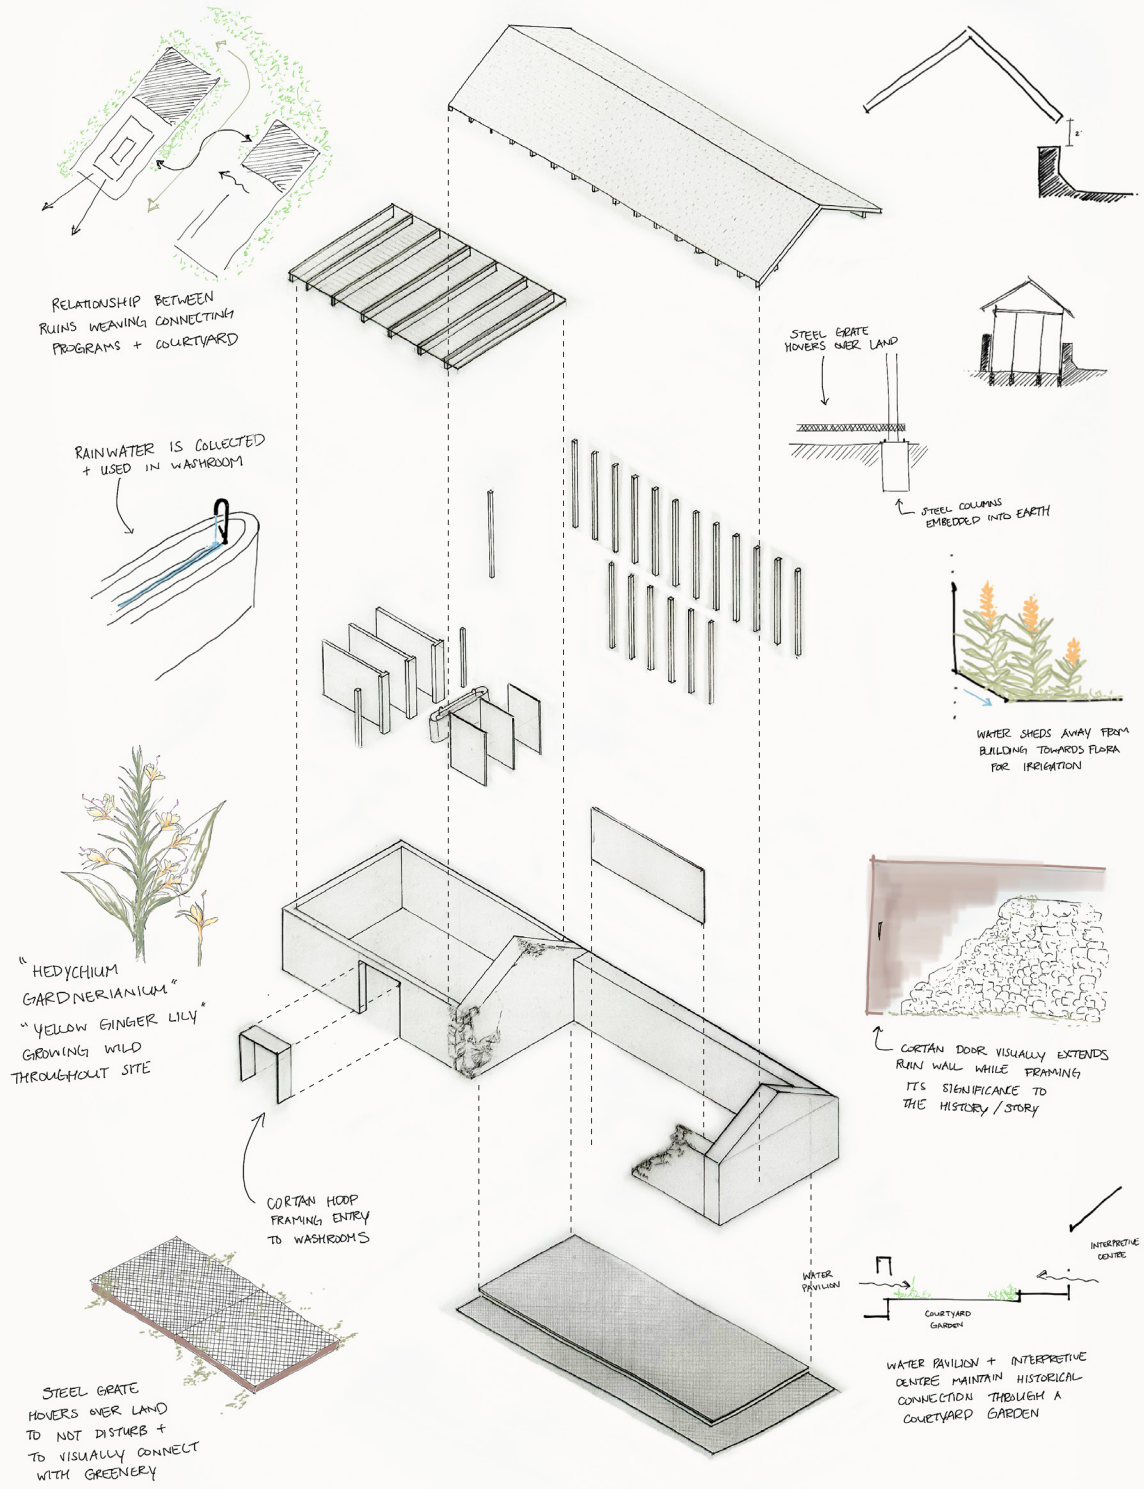 RELATIONSHIP BETWEEN
RUINS WEAVING CONNECTING
PROGRAMS + COURTYARD
2'
STEEL GRATE
HOVERS OVER LAND
STEEL COLUMNS
EMBEDDED INTO EARTH
RAINWATER IS COLLECTED
+ USED IN WASHROOM
WATER SHEDS AWAY FROM
BUILDING TOWARDS FLORA
FOR IRRIGATION
"HEDYCHIUM
GARDNERIANIUM"
"YELLOW GINGER LILY"
GROWING WILD
THROUGHOUT SITE
CORTAN DOOR VISUALLY EXTENDS
RUIN WALL WHILE FRAMING
ITS SIGNIFICANCE TO
THE HISTORY / STORY
CORTAN HOOP
FRAMING ENTRY
TO WASHROOMS
INTERPRETIVE
CENTRE
WATER
PAVILION
COURTYARD
GARDEN
WATER PAVILION + INTERPRETIVE
CENTRE MAINTAIN HISTORICAL
CONNECTION THROUGH A
COURTYARD GARDEN
STEEL GRATE
HOVERS OVER LAND
TO NOT DISTURB +
TO VISUALLY CONNECT
WITH GREENERY